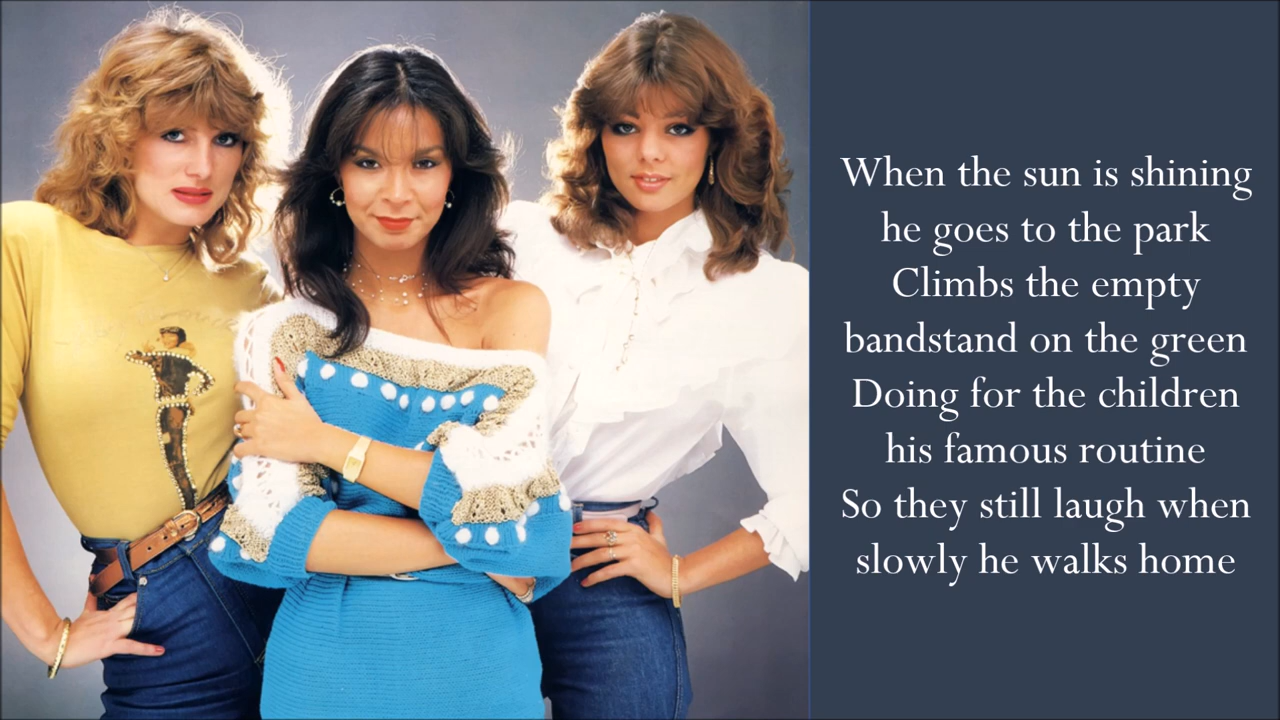 When the sun is shining
he goes to the park
Climbs the empty
bandstand on the green
Doing for the children
his famous routine
So they still laugh when
slowly he walks home